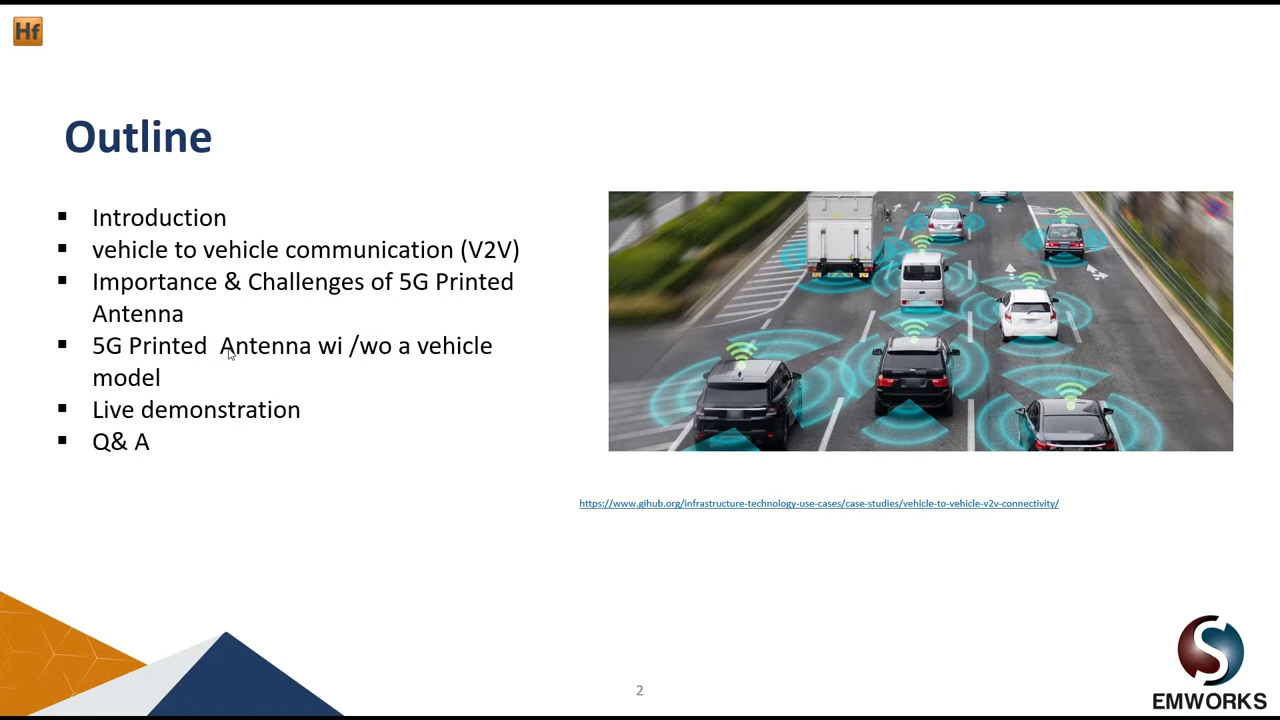 Hf
Outline
▪ Introduction
▪ vehicle to vehicle communication (V2V)
▪ Importance & Challenges of 5G Printed
Antenna
▪ 5G Printed  Antenna wi /wo a vehicle
model
▪ Live demonstration
▪ Q& A
https://www.gihub.org/infrastructure-technology-use-cases/case-studies/vehicle-to-vehicle-v2v-connectivity/
2
EMWORKS